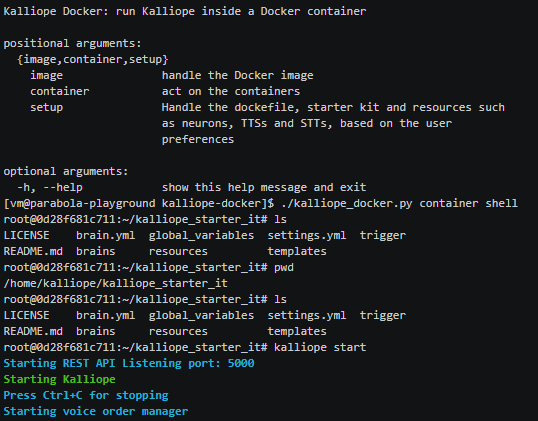 Kalliope Docker: run Kalliope inside a Docker container
positional arguments:
{image,container,setup}
image handle the Docker image
container act on the containers
setup Handle the dockefile, starter kit and resources such
as neurons, TTSs and STTs, based on the user
preferences
optional arguments:
-h, --help show this help message and exit
[vm@parabola-playground kalliope-docker]$ ./kalliope_docker.py container shell
root@0d28f681c711:~/kalliope_starter_it# ls
LICENSE brain.yml global_variables settings.yml trigger
README.md brains resources templates
root@0d28f681c711:~/kalliope_starter_it# pwd
/home/kalliope/kalliope_starter_it
root@0d28f681c711:~/kalliope_starter_it# ls
LICENSE brain.yml global_variables settings.yml trigger
README.md brains resources templates
root@0d28f681c711:~/kalliope_starter_it# kalliope start
Starting REST API Listening port: 5000
Starting Kalliope
Press Ctrl+C for stopping
Starting voice order manager